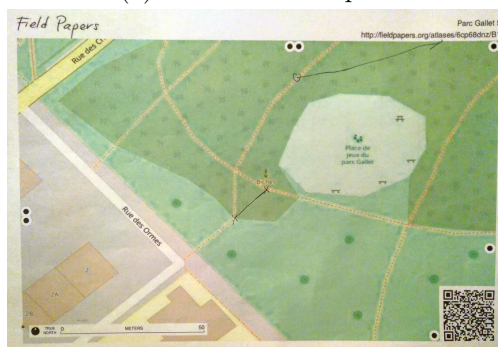 Field Papers
Parc Gallet
http://fieldpapers.org/atlases/6cp68dnz/B
Place de
jeux du
parc Gallet
Rue des Ormes
2A
TRUE
NORTH
0
METERS
50